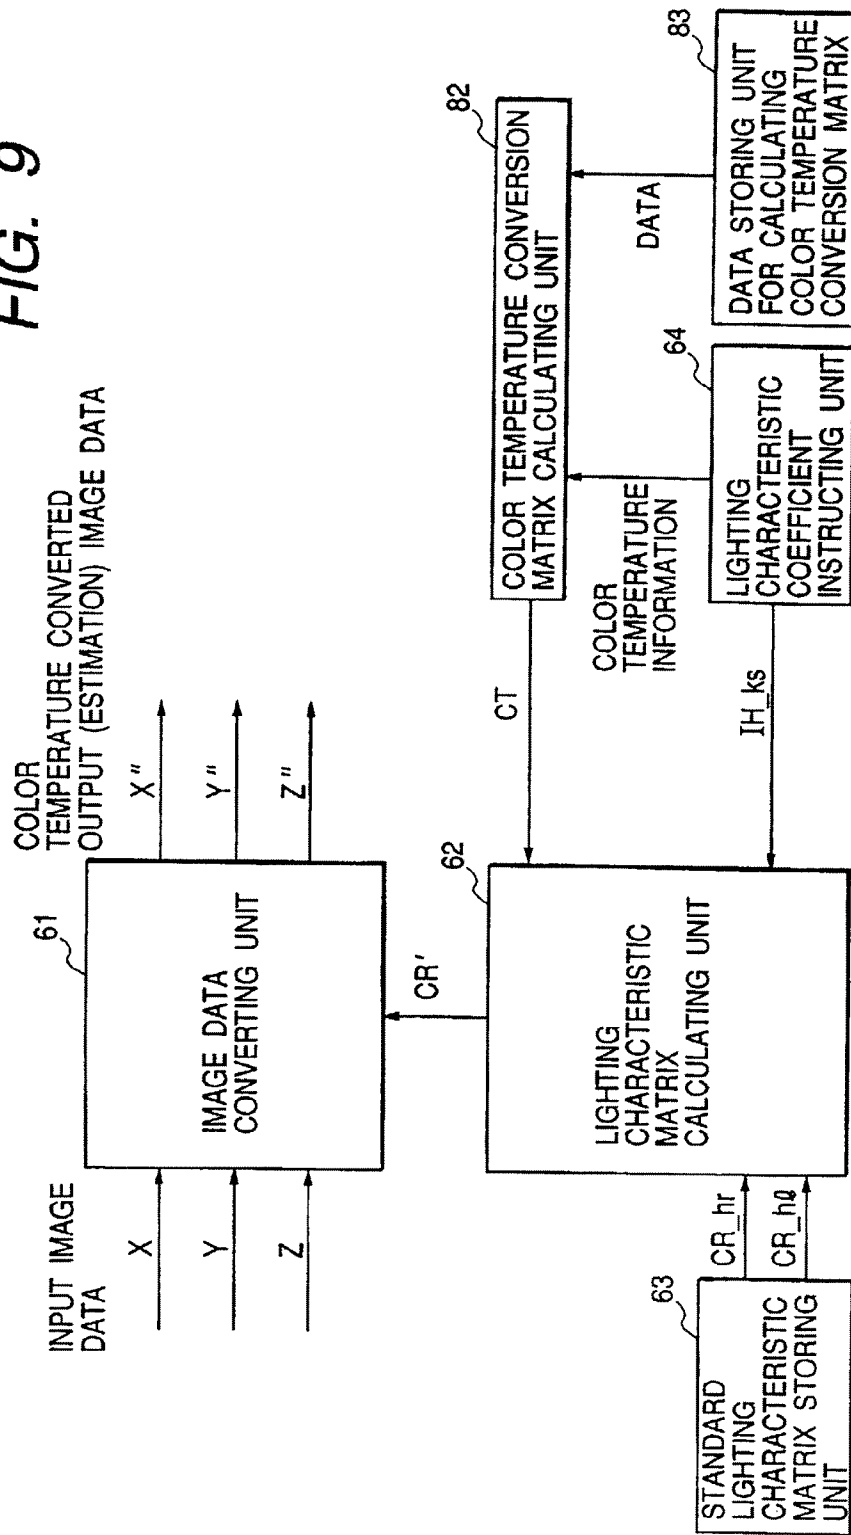 FIG. 9
INPUT IMAGE
DATA
X
Y
Z
61
IMAGE DATA
CONVERTING UNIT
COLOR
TEMPERATURE CONVERTED
OUTPUT (ESTIMATION) IMAGE DATA
X"
Y"
Z"
CR'
62
LIGHTING
CHARACTERISTIC
MATRIX
CALCULATING UNIT
63
STANDARD
LIGHTING
CHARACTERISTIC
MATRIX STORING
UNIT
CR_hr
CR_hℓ
CT
IH_ks
82
COLOR TEMPERATURE CONVERSION
MATRIX CALCULATING UNIT
COLOR
TEMPERATURE
INFORMATION
DATA
64
LIGHTING
CHARACTERISTIC
COEFFICIENT
INSTRUCTING UNIT
83
DATA STORING UNIT
FOR CALCULATING
COLOR TEMPERATURE
CONVERSION MATRIX